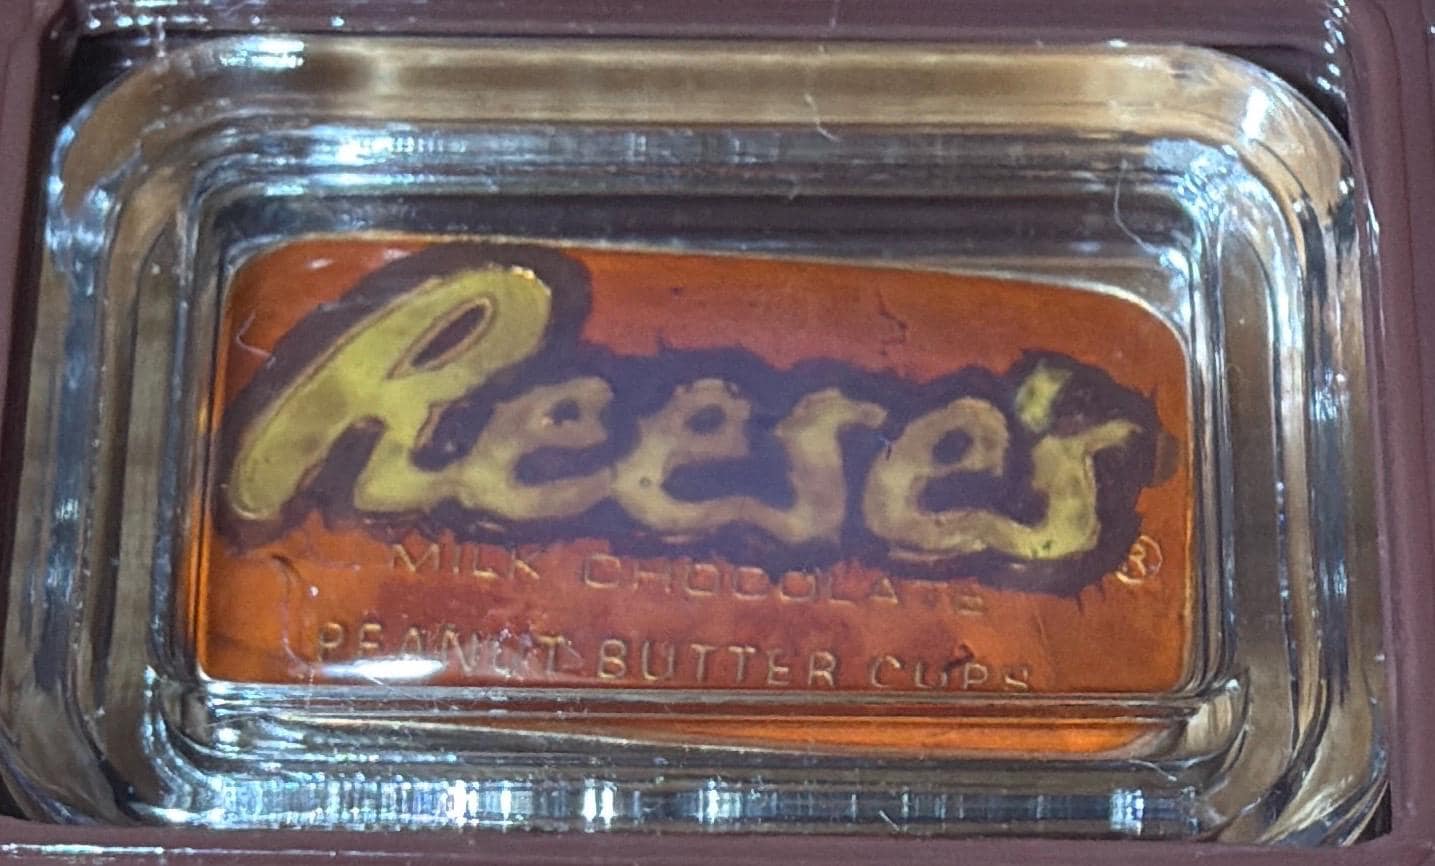 Reese's ®
MILK CHOCOLATE
PEANUT BUTTER CUPS